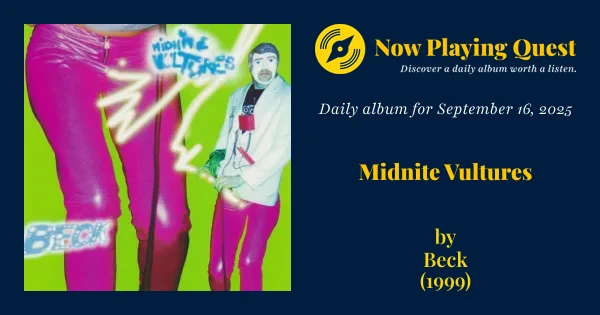 MIDNITE
VULTURES
BECK
Now Playing Quest
Discover a daily album worth a listen.
Daily album for September 16, 2025
Midnite Vultures
by
Beck
(1999)